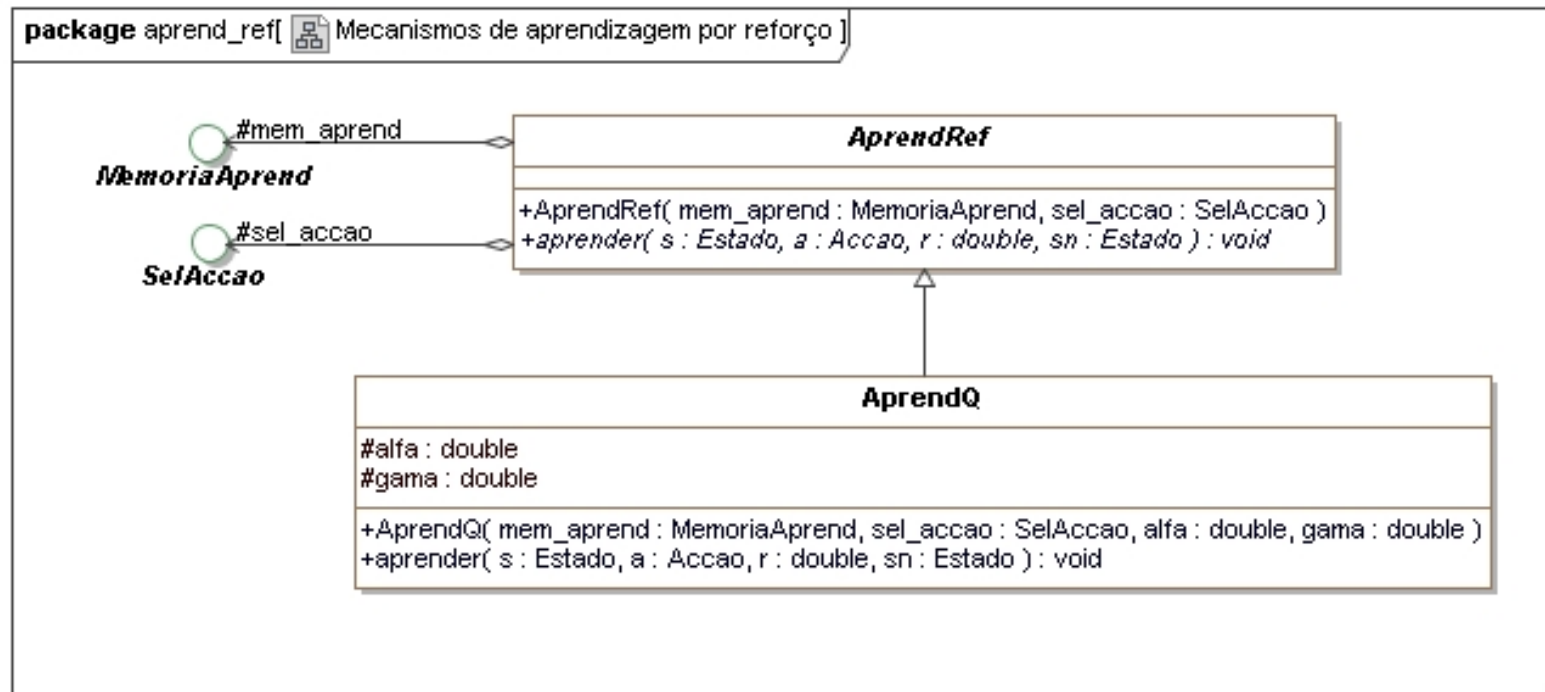 package aprend_ref[ Mecanismos de aprendizagem por reforço ]
#mem_aprend
MemoriaAprend
#sel_accao
SelAccao
AprendRef
+AprendRef( mem_aprend : MemoriaAprend, sel_accao : SelAccao )
+aprender( s : Estado, a : Accao, r : double, sn : Estado ) : void
AprendQ
#alfa : double
#gama : double
+AprendQ( mem_aprend : MemoriaAprend, sel_accao : SelAccao, alfa : double, gama : double )
+aprender( s : Estado, a : Accao, r : double, sn : Estado ) : void